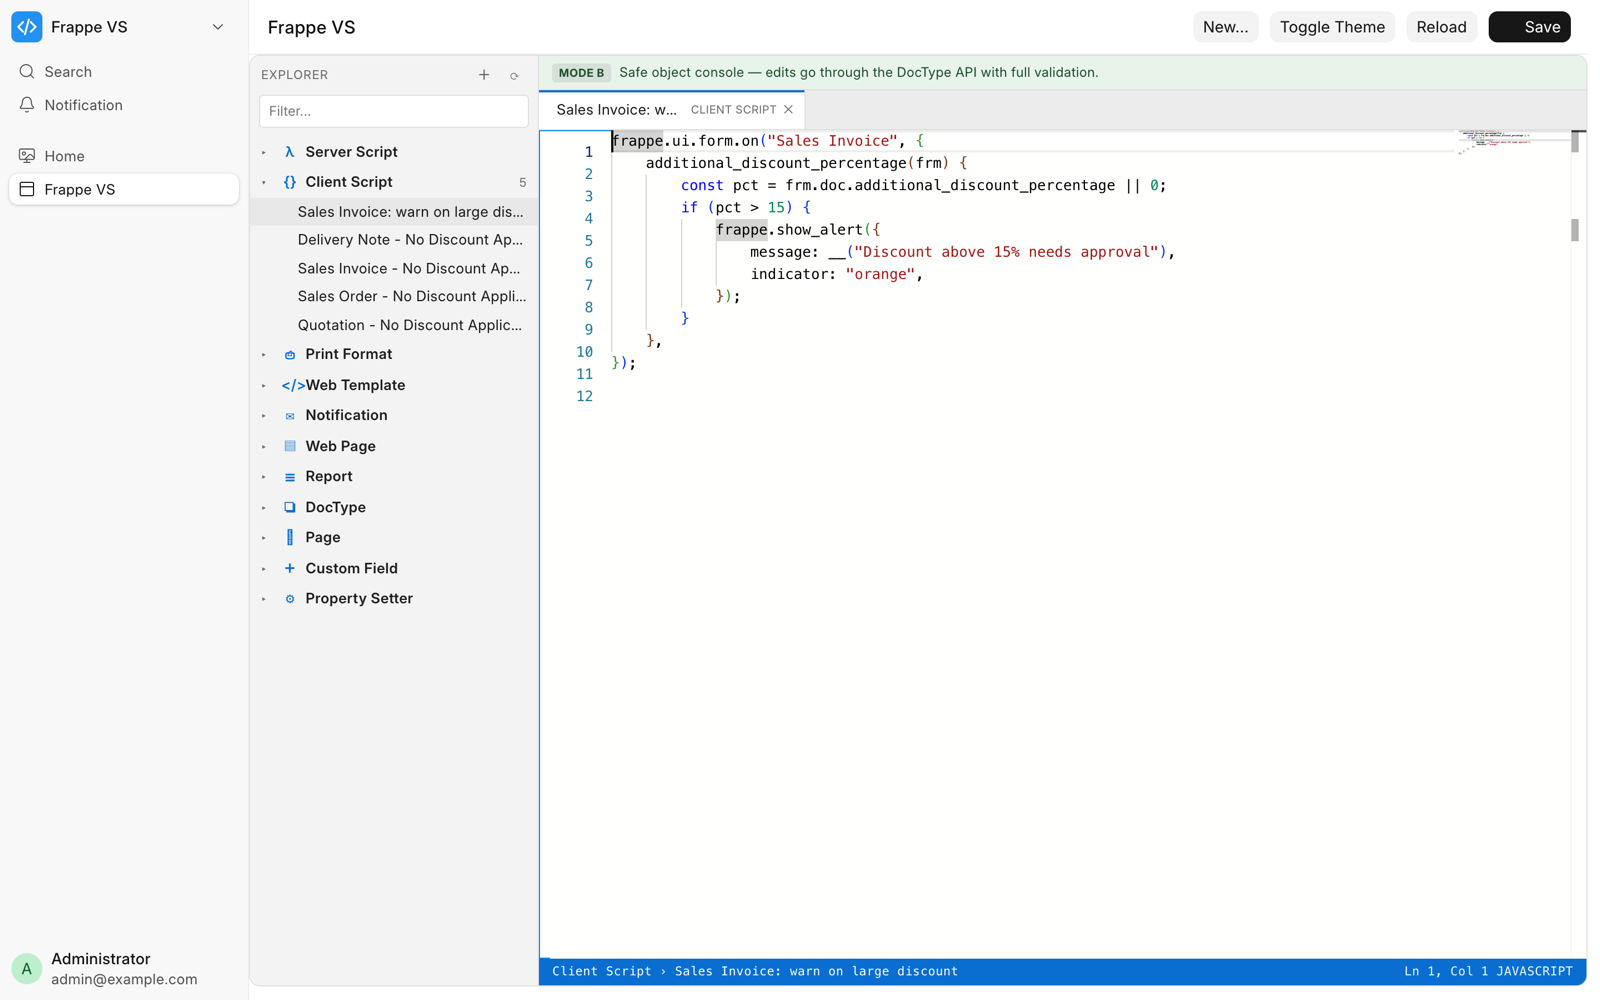 Frappe VS
Search
Notification
Home
Frappe VS
Administrator
A
admin@example.com
Frappe VS
New...
Toggle Theme
Reload
Save
EXPLORER
Filter...
Server Script
Client Script 5
Sales Invoice: warn on large dis...
Delivery Note - No Discount Ap...
Sales Invoice - No Discount Ap...
Sales Order - No Discount Appli...
Quotation - No Discount Applic...
Print Format
</> Web Template
Notification
Web Page
Report
DocType
Page
Custom Field
Property Setter
MODE B Safe object console — edits go through the DocType API with full validation.
Sales Invoice: w... CLIENT SCRIPT
1 frappe.ui.form.on("Sales Invoice", {
2 additional_discount_percentage(frm) {
3 const pct = frm.doc.additional_discount_percentage || 0;
4 if (pct > 15) {
5 frappe.show_alert({
6 message: __("Discount above 15% needs approval"),
7 indicator: "orange",
8 });
9 }
10 },
11 });
12
Client Script › Sales Invoice: warn on large discount
Ln 1, Col 1 JAVASCRIPT